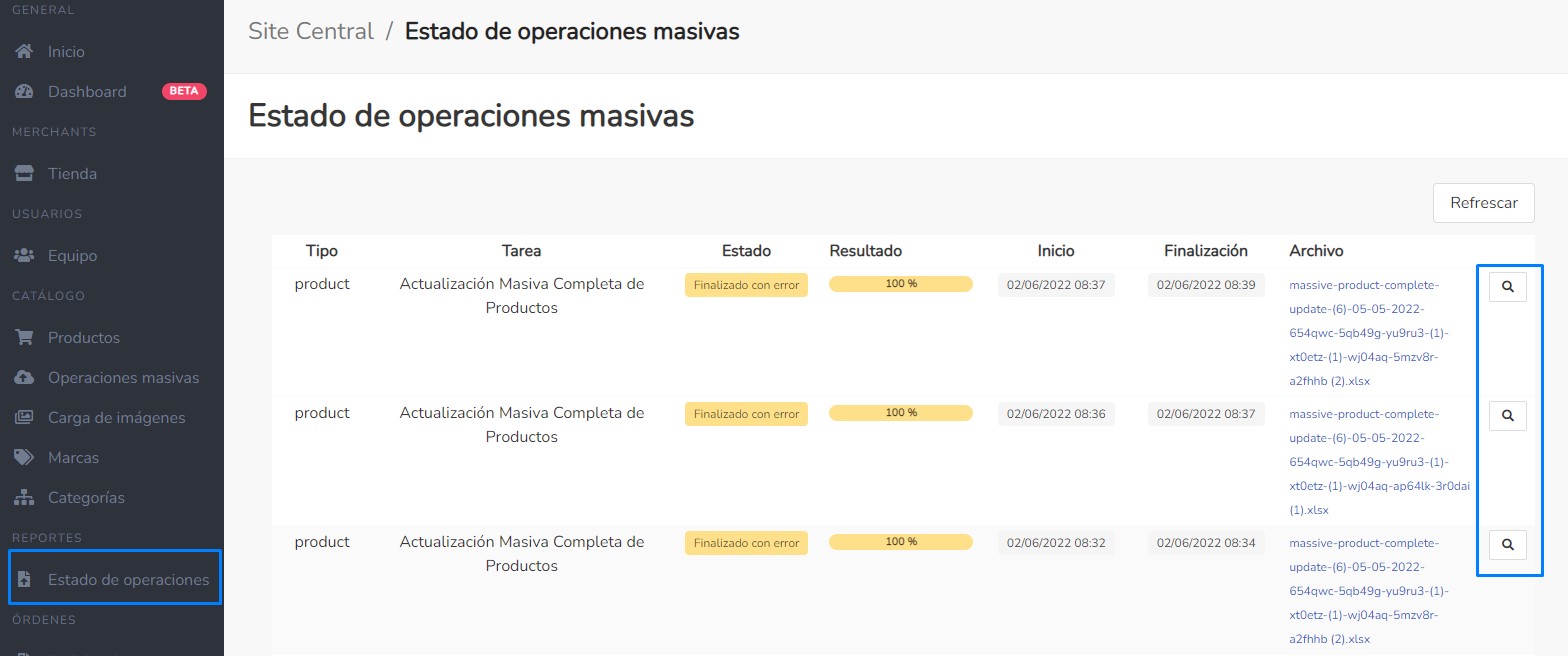 GENERAL
Inicio
Dashboard BETA
MERCHANTS
Tienda
USUARIOS
Equipo
CATÁLOGO
Productos
Operaciones masivas
Carga de imágenes
Marcas
Categorías
REPORTES
Estado de operaciones
ÓRDENES
Site Central / Estado de operaciones masivas
Estado de operaciones masivas
Refrescar
Tipo Tarea Estado Resultado Inicio Finalización Archivo
product Actualización Masiva Completa de Finalizado con error 100 % 02/06/2022 08:37 02/06/2022 08:39 massive-product-complete-
Productos update-(6)-05-05-2022-
654qwc-5qb49g-yu9ru3-(1)-
xt0etz-(1)-wj04aq-5mzv8r-
a2fhhb (2).xlsx
product Actualización Masiva Completa de Finalizado con error 100 % 02/06/2022 08:36 02/06/2022 08:37 massive-product-complete-
Productos update-(6)-05-05-2022-
654qwc-5qb49g-yu9ru3-(1)-
xt0etz-(1)-wj04aq-ap64lk-3r0dai
(1).xlsx
product Actualización Masiva Completa de Finalizado con error 100 % 02/06/2022 08:32 02/06/2022 08:34 massive-product-complete-
Productos update-(6)-05-05-2022-
654qwc-5qb49g-yu9ru3-(1)-
xt0etz-(1)-wj04aq-5mzv8r-
a2fhhb (2).xlsx